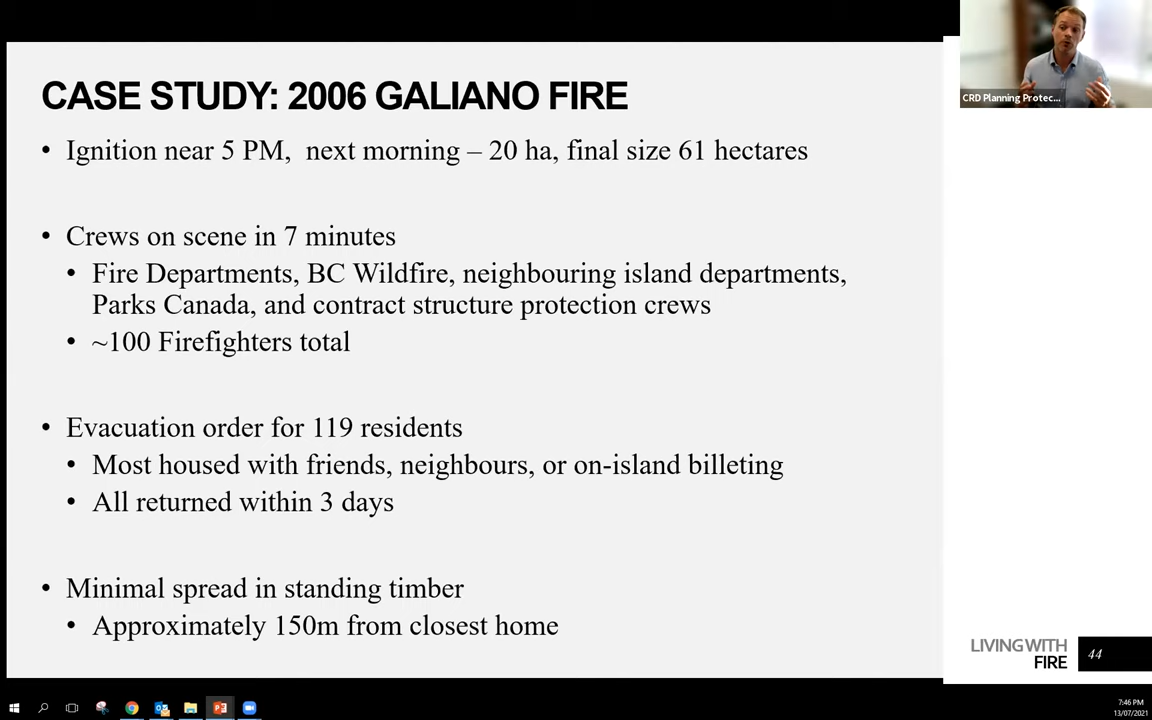 CASE STUDY: 2006 GALIANO FIRE
• Ignition near 5 PM, next morning – 20 ha, final size 61 hectares
• Crews on scene in 7 minutes
• Fire Departments, BC Wildfire, neighbouring island departments,
Parks Canada, and contract structure protection crews
• ~100 Firefighters total
• Evacuation order for 119 residents
• Most housed with friends, neighbours, or on-island billeting
• All returned within 3 days
• Minimal spread in standing timber
• Approximately 150m from closest home
CRD Planning Protec...
LIVING WITH
FIRE
44
7:46 PM
13/07/2021